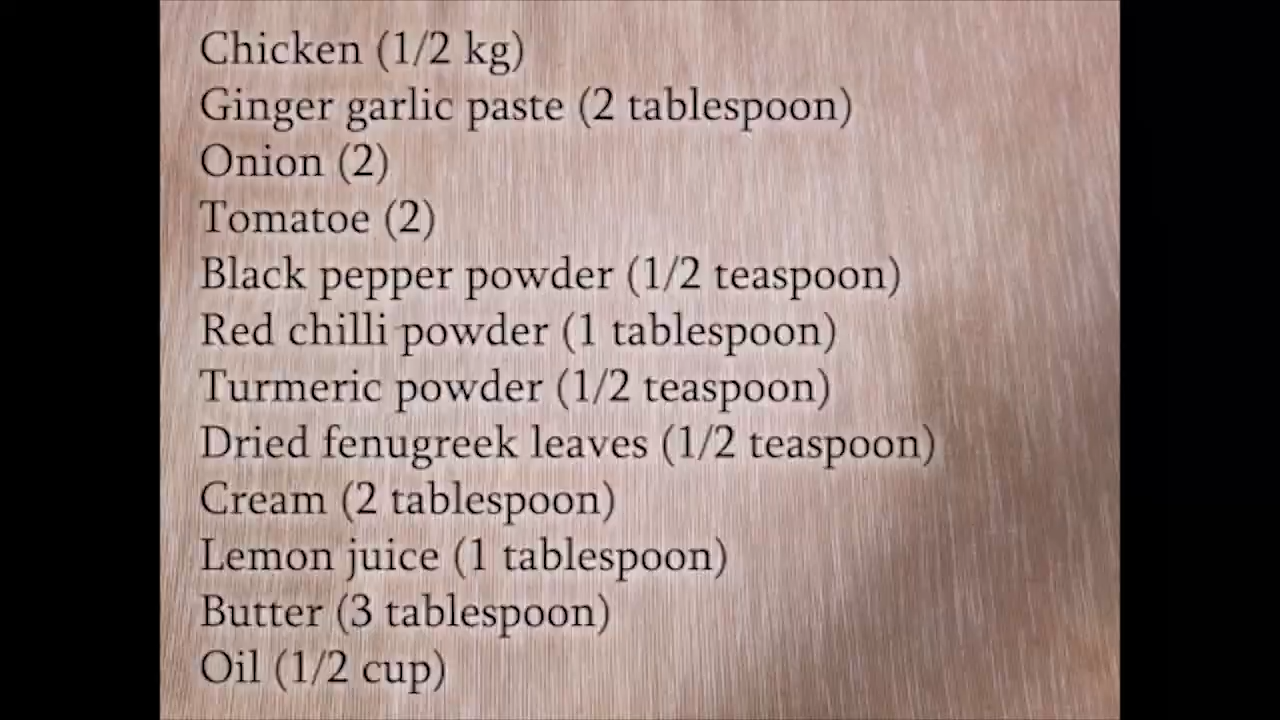 Chicken (1/2 kg)
Ginger garlic paste (2 tablespoon)
Onion (2)
Tomatoe (2)
Black pepper powder (1/2 teaspoon)
Red chilli powder (1 tablespoon)
Turmeric powder (1/2 teaspoon)
Dried fenugreek leaves (1/2 teaspoon)
Cream (2 tablespoon)
Lemon juice (1 tablespoon)
Butter (3 tablespoon)
Oil (1/2 cup)